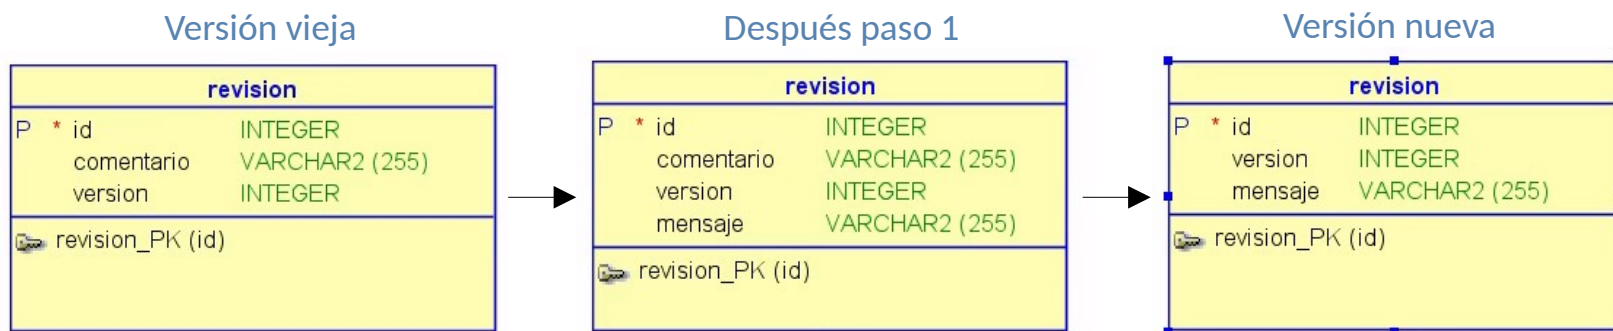 Versión vieja
revision
P * id INTEGER
comentario VARCHAR2 (255)
version INTEGER
revision_PK (id)
Después paso 1
revision
P * id INTEGER
comentario VARCHAR2 (255)
version INTEGER
mensaje VARCHAR2 (255)
revision_PK (id)
Versión nueva
revision
P * id INTEGER
version INTEGER
mensaje VARCHAR2 (255)
revision_PK (id)